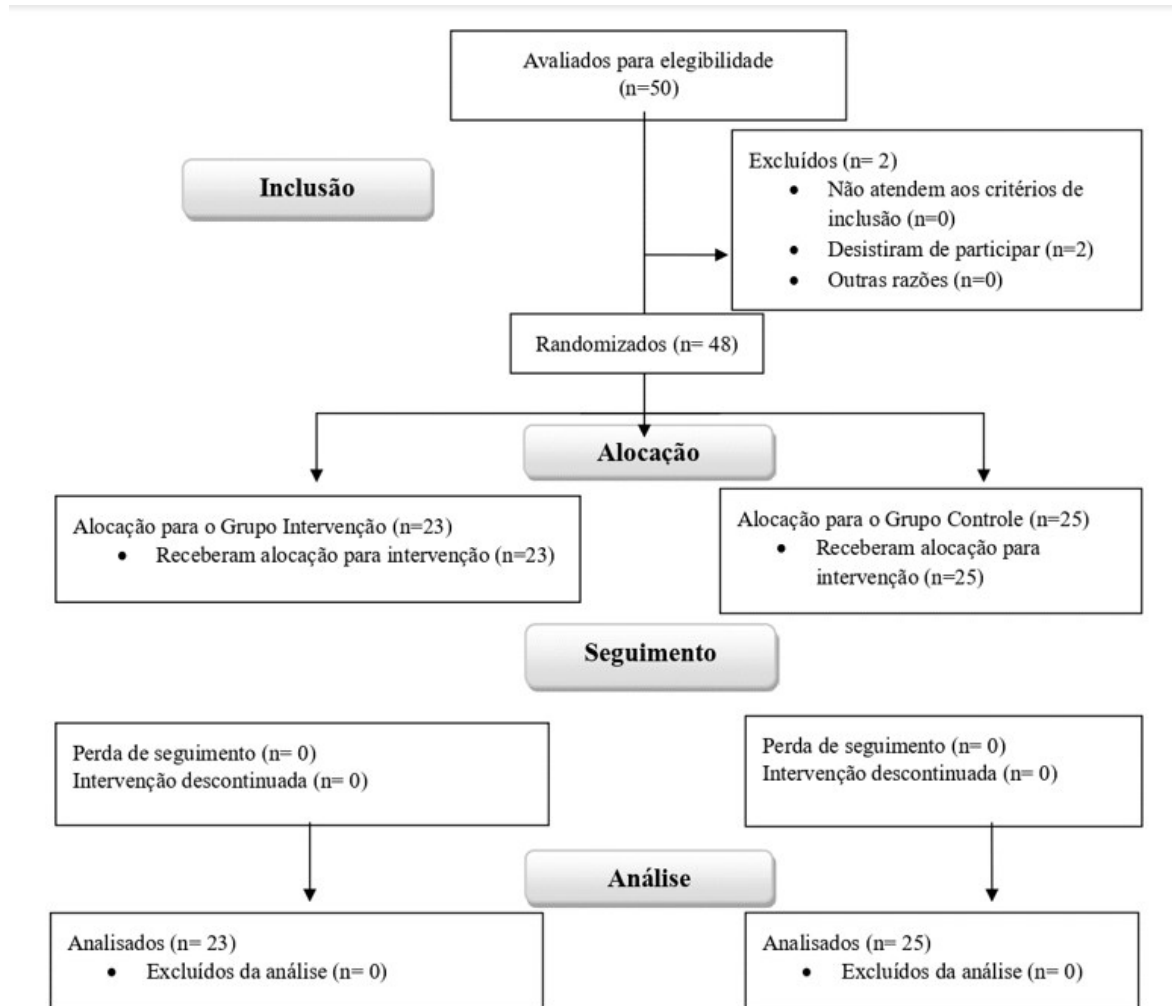 Avaliados para elegibilidade
(n=50)
Inclusão
Excluídos (n= 2)
• Não atendem aos critérios de
inclusão (n=0)
• Desistiram de participar (n=2)
• Outras razões (n=0)
Randomizados (n= 48)
Alocação
Alocação para o Grupo Intervenção (n=23)
• Receberam alocação para intervenção (n=23)
Alocação para o Grupo Controle (n=25)
• Receberam alocação para
intervenção (n=25)
Seguimento
Perda de seguimento (n= 0)
Intervenção descontinuada (n= 0)
Perda de seguimento (n= 0)
Intervenção descontinuada (n= 0)
Análise
Analisados (n= 23)
• Excluídos da análise (n= 0)
Analisados (n= 25)
• Excluídos da análise (n= 0)